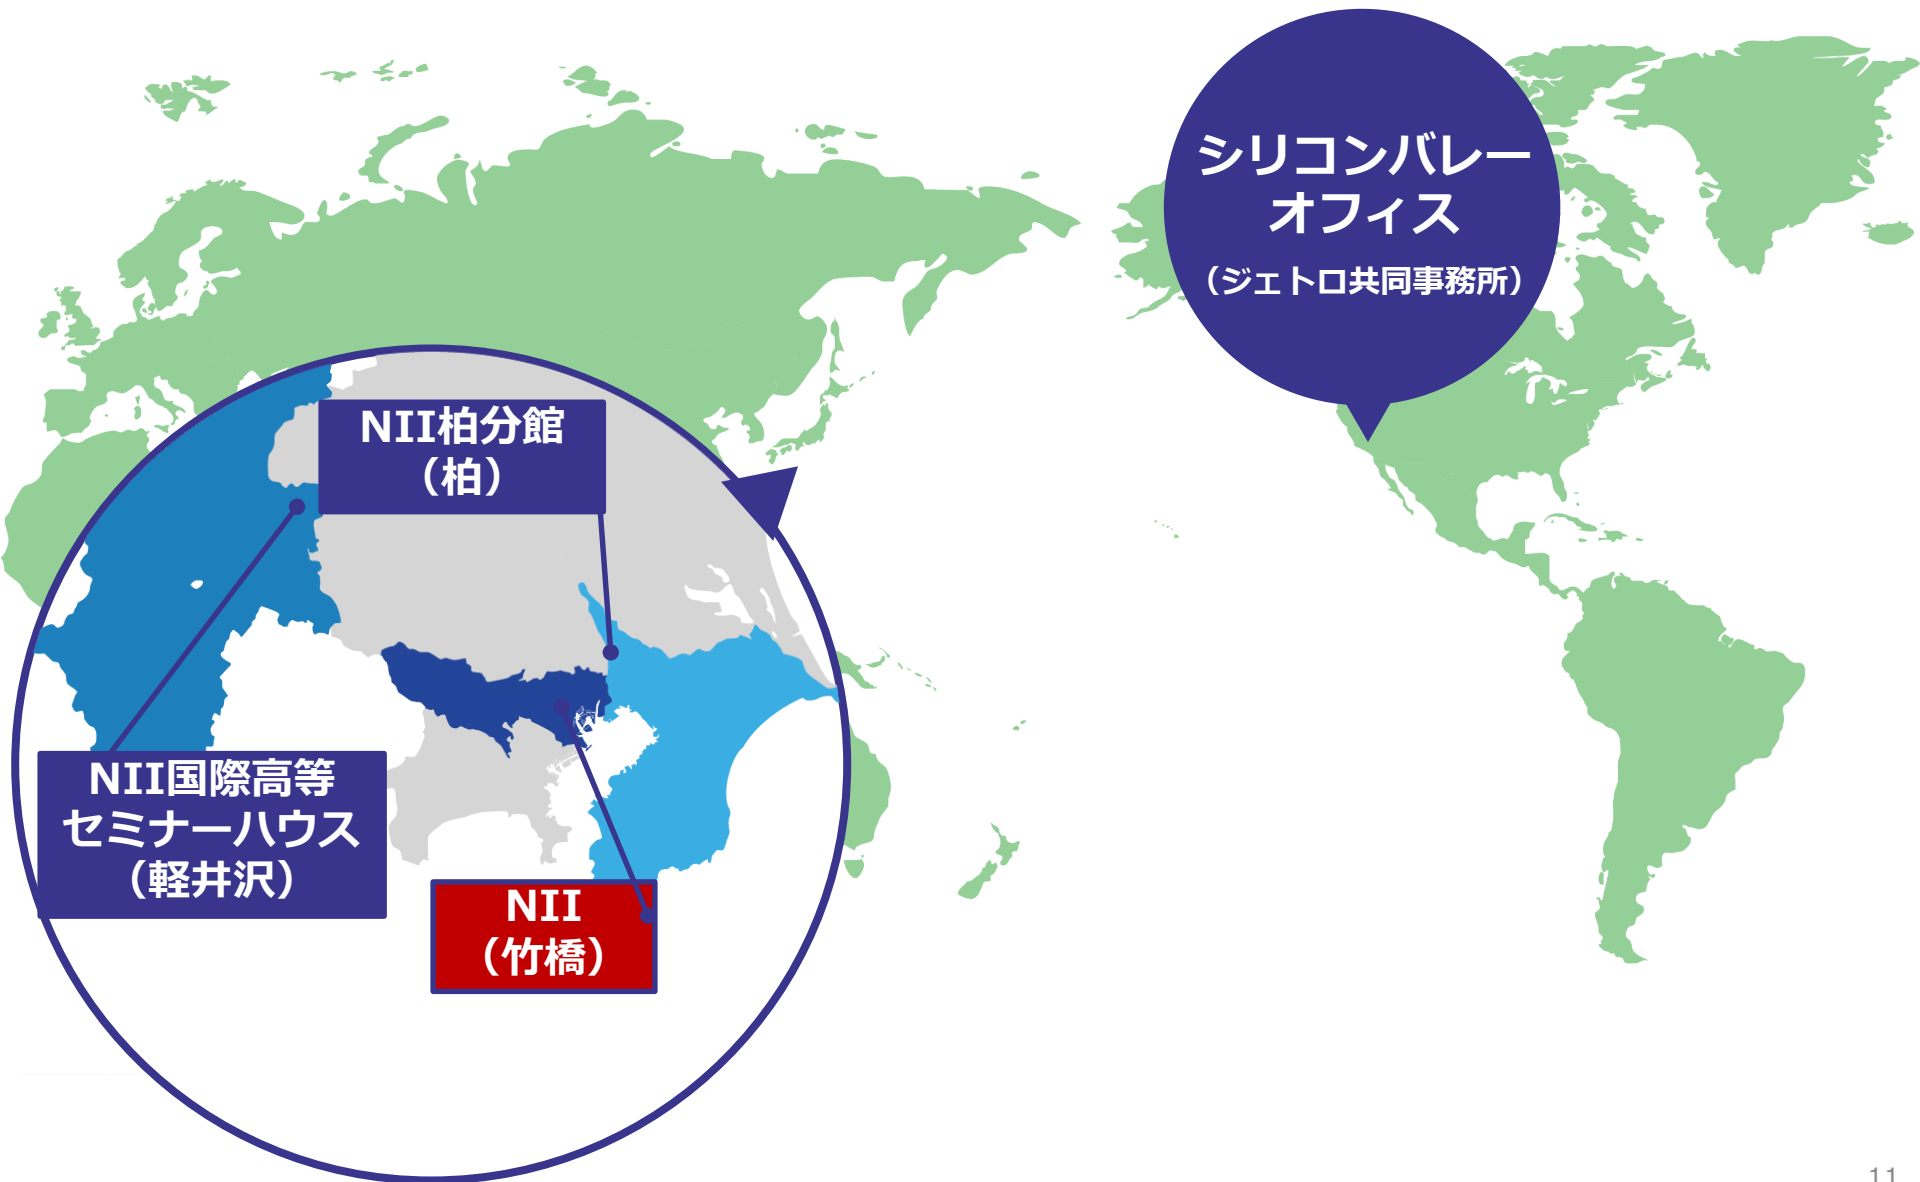 シリコンバレー
オフィス
（ジェトロ共同事務所）
NII柏分館
（柏）
NII国際高等
セミナーハウス
（軽井沢）
NII
（竹橋）
11